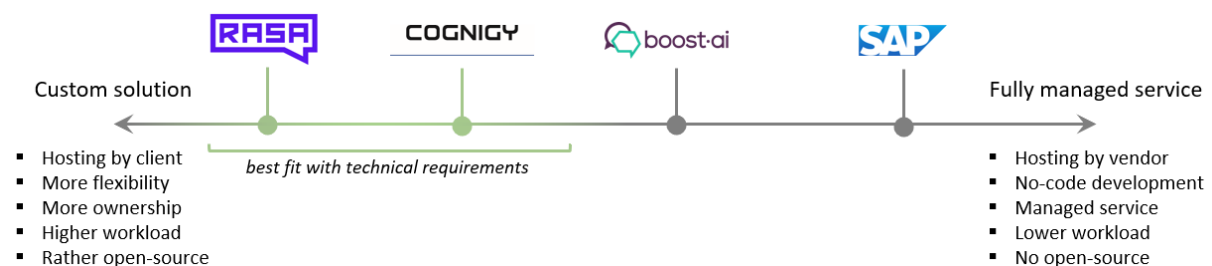 RASA
COGNIGY
boost.ai
SAP
Custom solution
Fully managed service
best fit with technical requirements
▪ Hosting by client
▪ More flexibility
▪ More ownership
▪ Higher workload
▪ Rather open-source
▪ Hosting by vendor
▪ No-code development
▪ Managed service
▪ Lower workload
▪ No open-source